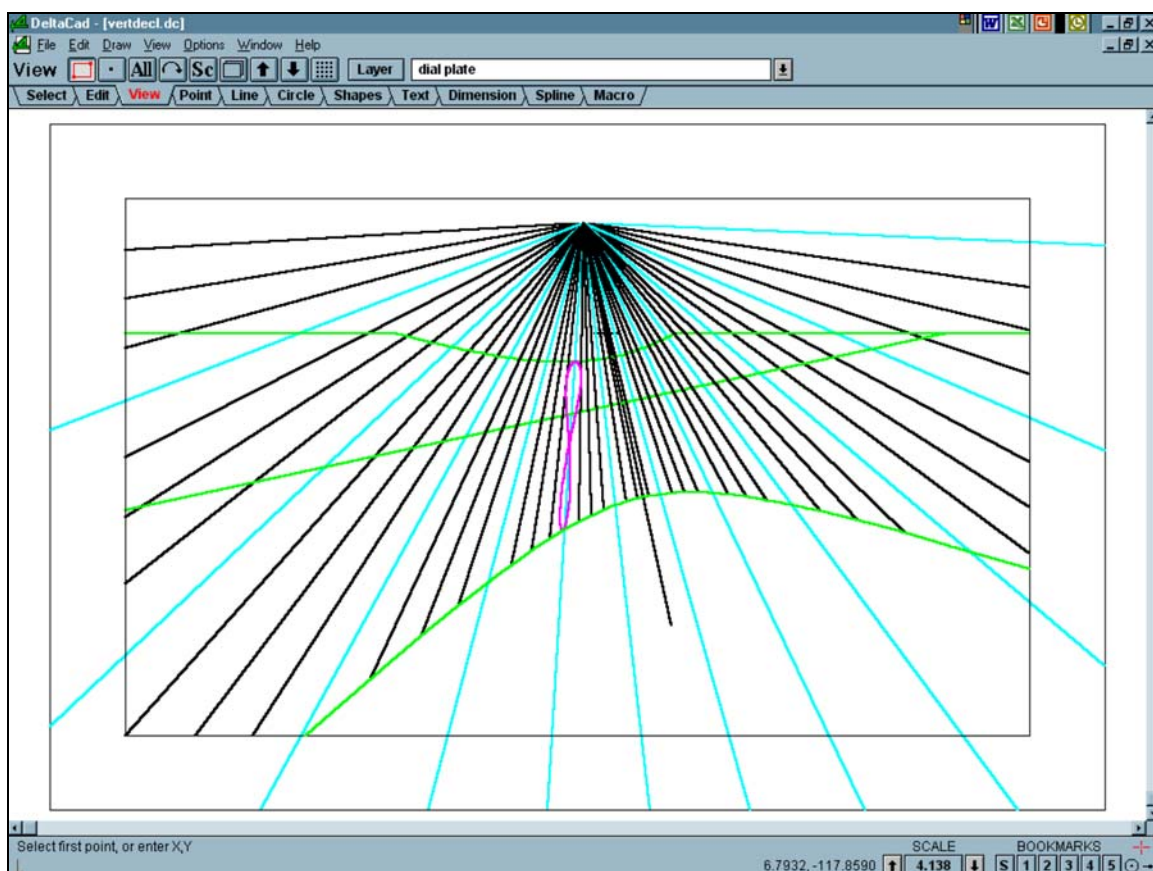 DeltaCad - [vertdecl.dc]
File Edit Draw View Options Window Help
View All Sc Layer dial plate
Select Edit View Point Line Circle Shapes Text Dimension Spline Macro
Select first point, or enter X,Y SCALE BOOKMARKS
6.7932, -117.8590 4.138 S 1 2 3 4 5